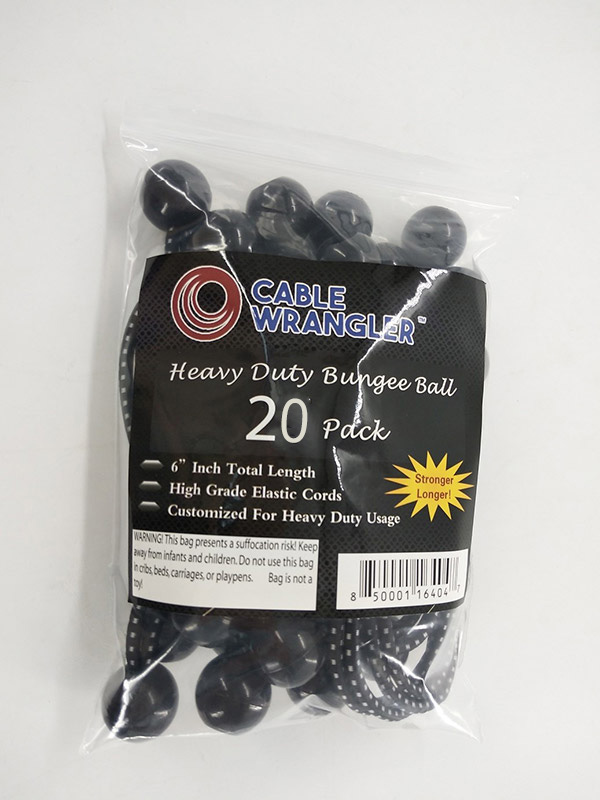 CABLE
WRANGLER™
Heavy Duty Bungee Ball
20 Pack
6” Inch Total Length
High Grade Elastic Cords
Customized For Heavy Duty Usage
Stronger
Longer!
WARNING! This bag presents a suffocation risk! Keep
away from infants and children. Do not use this bag
in cribs, beds, carriages, or playpens. Bag is not a
toy!
8 50001 16404 7